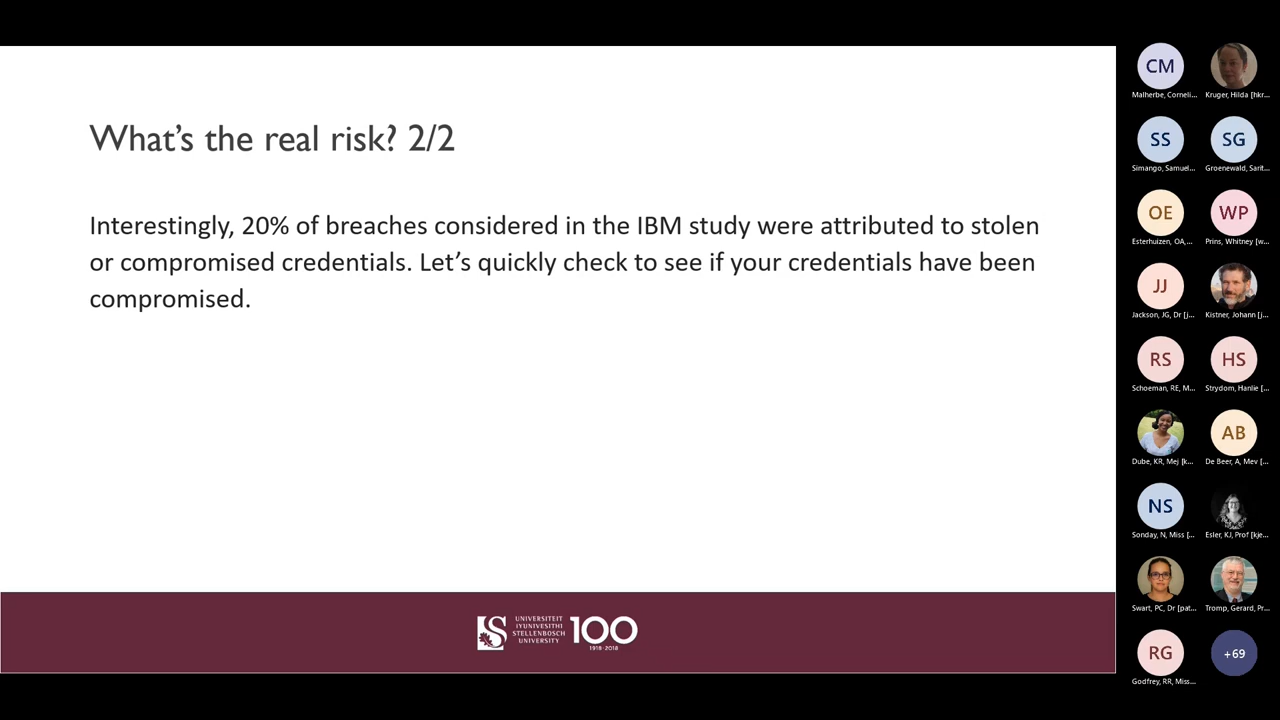 What's the real risk? 2/2
Interestingly, 20% of breaches considered in the IBM study were attributed to stolen
or compromised credentials. Let's quickly check to see if your credentials have been
compromised.
UNIVERSITEIT
IYUNIVESITHI
STELLENBOSCH
UNIVERSITY
100
1918·2018
CM
Malherbe, Corneli...
Kruger, Hilda [hkr...
SS
Simango, Samuel...
SG
Groenewald, Sarit...
OE
Esterhuizen, OA,...
WP
Prins, Whitney [w...
JJ
Jackson, JG, Dr [j...
Kistner, Johann [j...
RS
Schoeman, RE, M...
HS
Strydom, Hanlie [...
Dube, KR, Mej [k...
AB
De Beer, A, Mev [...
NS
Sonday, N, Miss [...
Esler, KJ, Prof [kje...
Swart, PC, Dr [pat...
Tromp, Gerard, Pr...
RG
Godfrey, RR, Miss...
+69